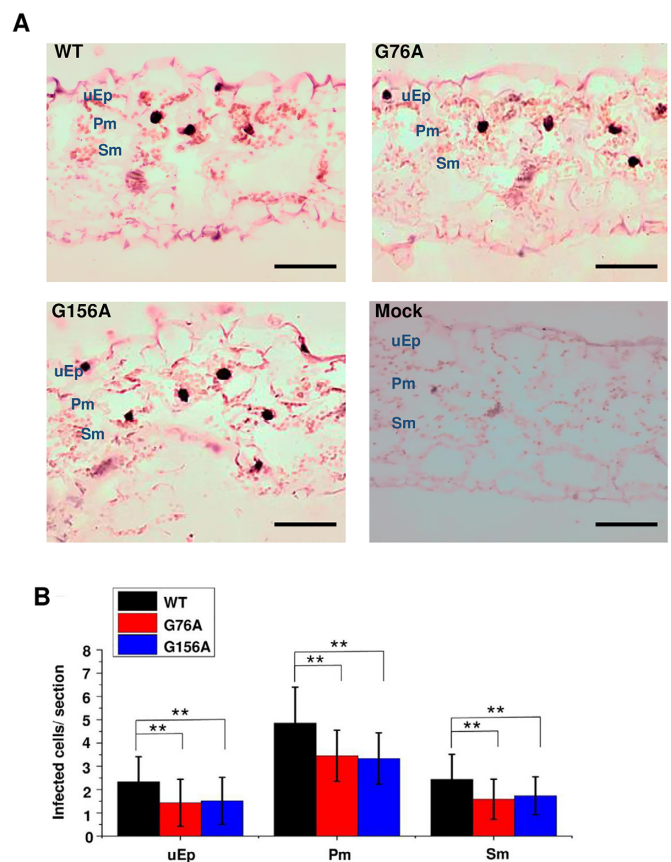 A
WT
uEp
Pm
Sm
G76A
uEp
Pm
Sm
G156A
uEp
Pm
Sm
Mock
uEp
Pm
Sm
B
WT
G76A
G156A
Infected cells/ section
8
7
6
5
4
3
2
1
0
**
**
**
**
**
**
uEp
Pm
Sm